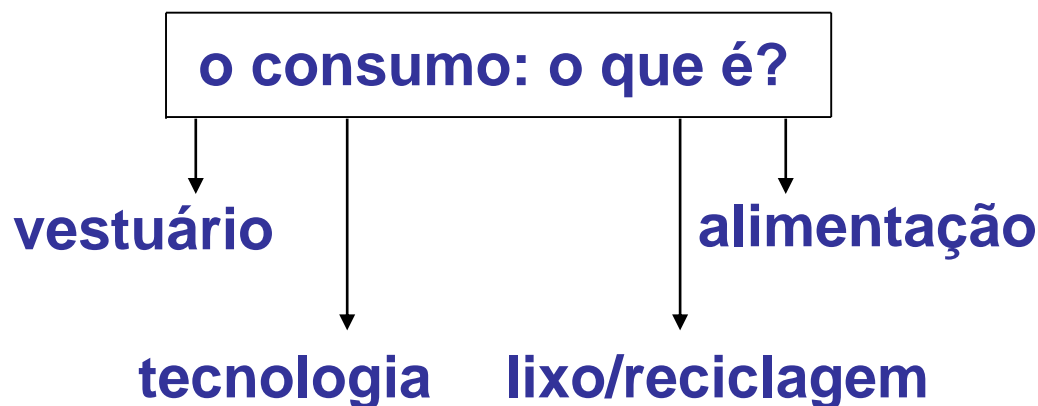 o consumo: o que é?
vestuário
alimentação
tecnologia
lixo/reciclagem